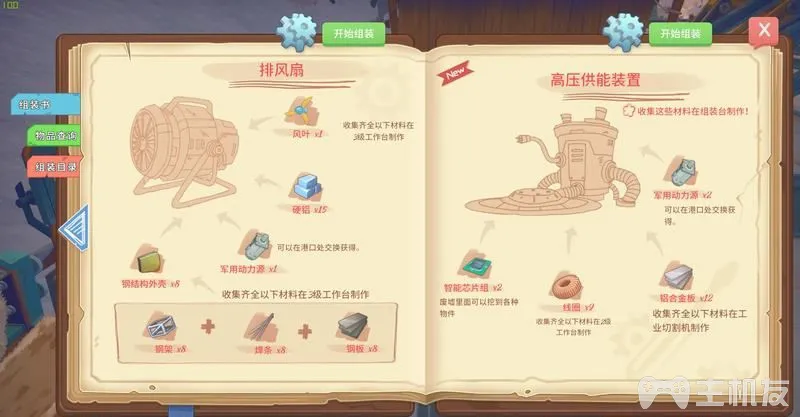 100
开始组装
开始组装
X
组装书
物品查询
组装目录
排风扇
风叶 x1
收集齐全以下材料在
3级工作台制作
硬铝 x15
可以在港口处交换获得。
军用动力源 x1
钢结构外壳 x8
收集齐全以下材料在3级工作台制作
钢架 x8
焊条 x8
钢板 x8
New
高压供能装置
收集这些材料在组装台制作!
军用动力源 x2
可以在港口处交换获
得。
智能芯片组 x2
废墟里面可以挖到各种
物件
线圈 x9
收集齐全以下材料在2级
工作台制作
铝合金板 x12
收集齐全以下材料在工
业切割机制作
主机友